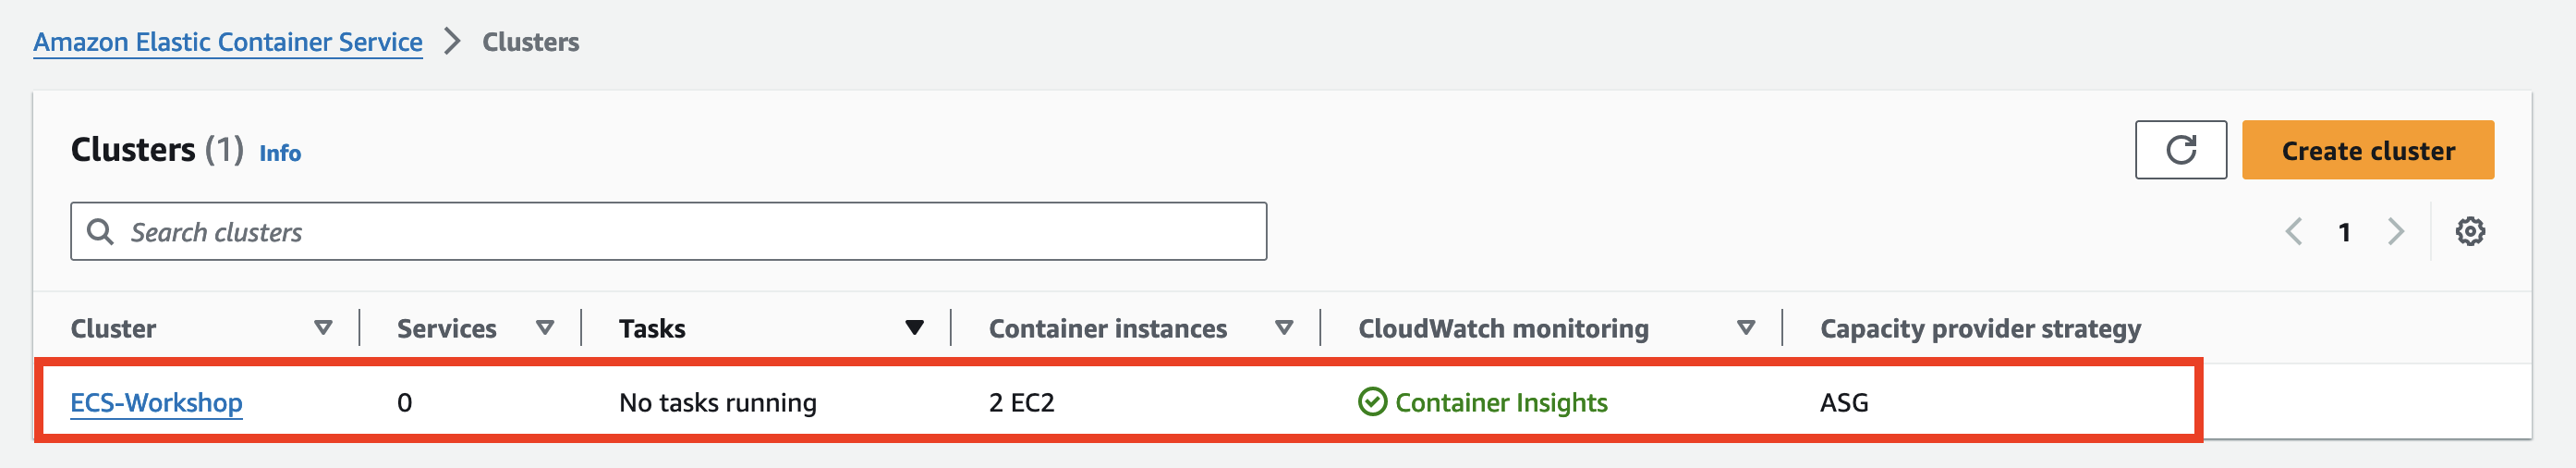 Amazon Elastic Container Service > Clusters
Clusters (1) Info
Create cluster
Search clusters
1
Cluster Services Tasks Container instances CloudWatch monitoring Capacity provider strategy
ECS-Workshop 0 No tasks running 2 EC2 Container Insights ASG